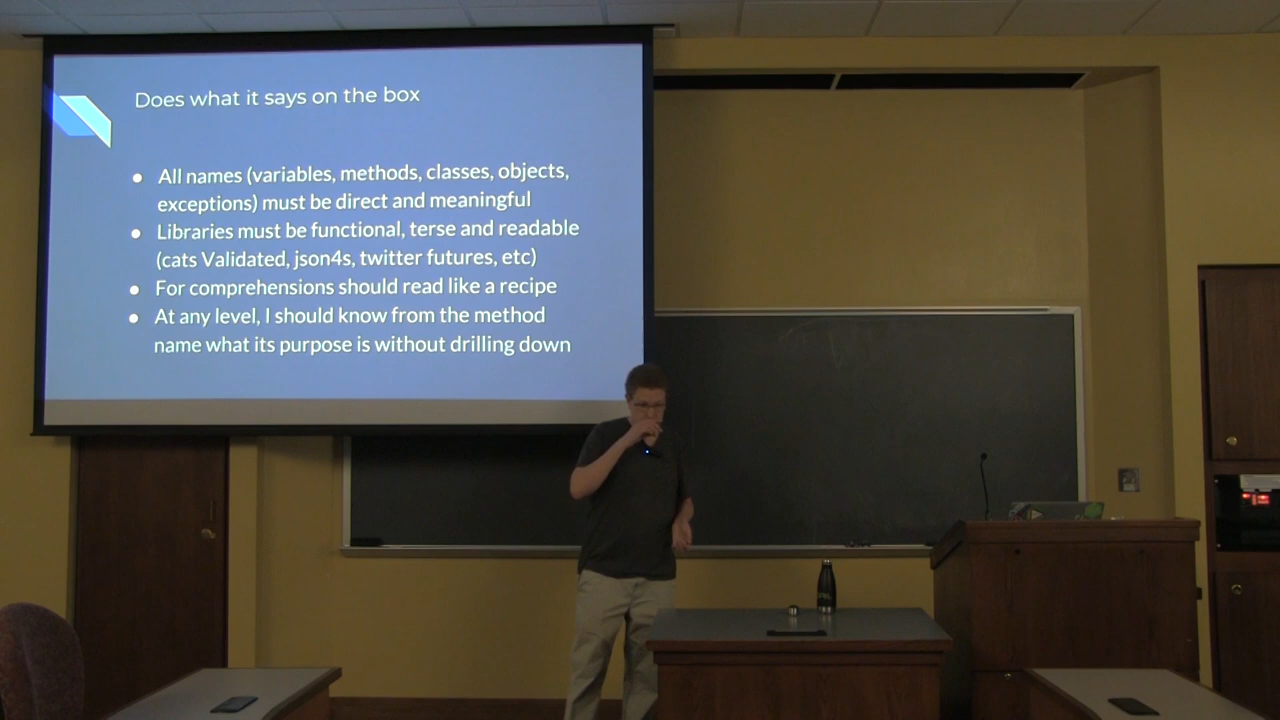 Does what it says on the box
● All names (variables, methods, classes, objects,
exceptions) must be direct and meaningful
● Libraries must be functional, terse and readable
(cats Validated, json4s, twitter futures, etc)
● For comprehensions should read like a recipe
● At any level, I should know from the method
name what its purpose is without drilling down